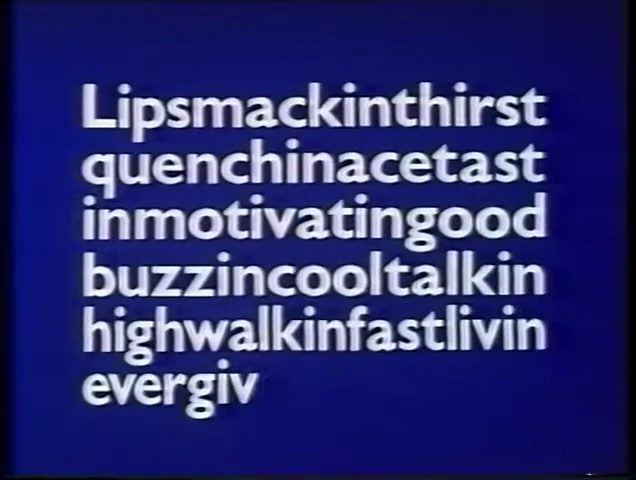 Lipsmackinthirst
quenchinacetast
inmotivatingood
buzzincooltalkin
highwalkinfastlivin
evergiv